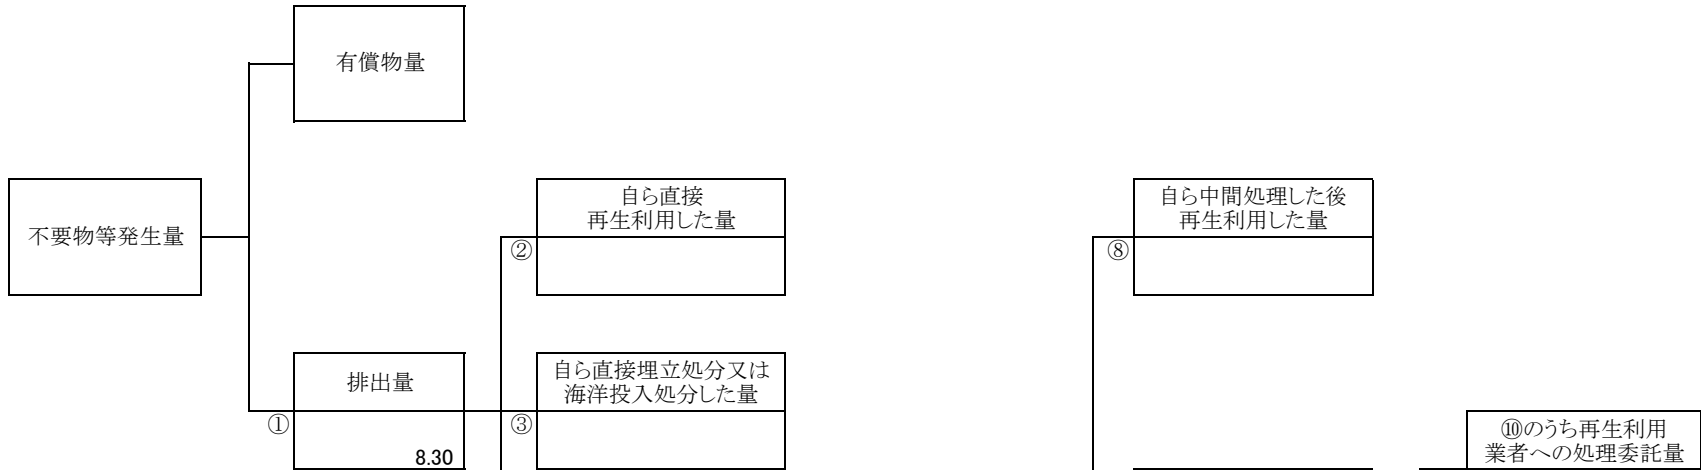 有償物量
不要物等発生量
自ら直接
再生利用した量
②
自ら中間処理した後
再生利用した量
⑧
排出量
①
8.30
自ら直接埋立処分又は
海洋投入処分した量
③
⑩のうち再生利用
業者への処理委託量